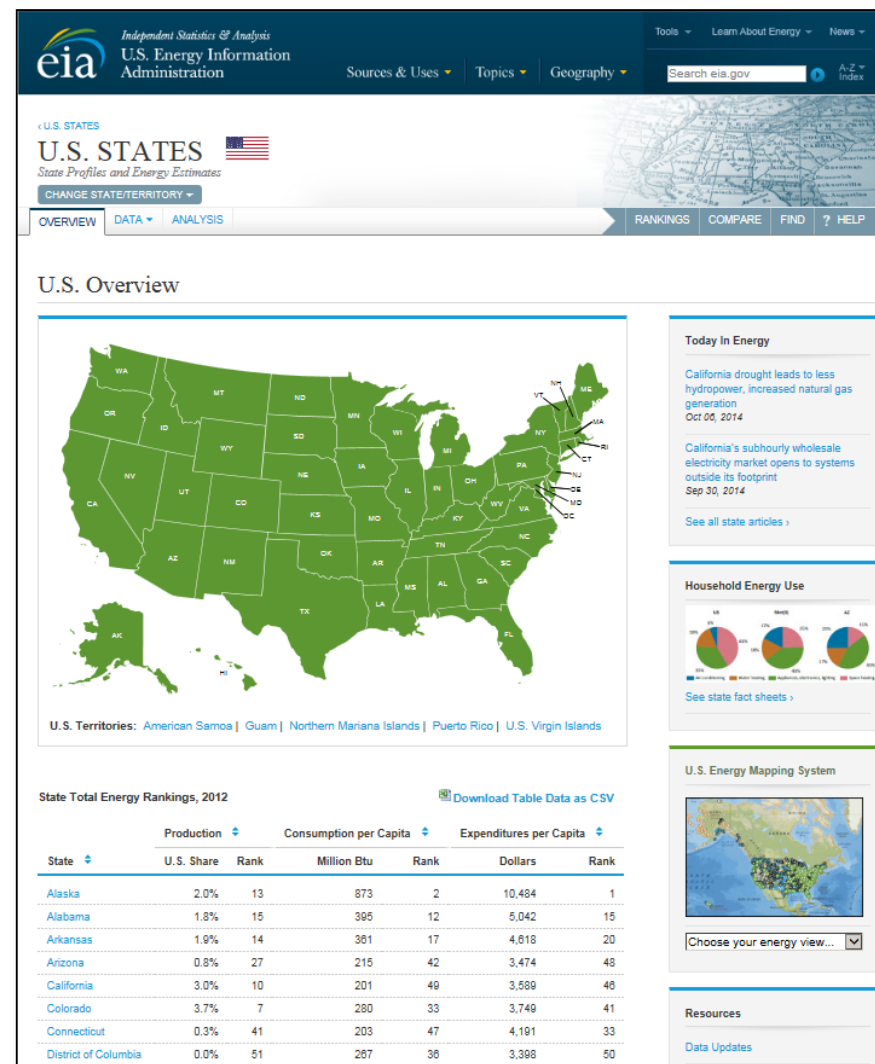 Independent Statistics & Analysis
eia
U.S. Energy Information
Administration
Sources & Uses
Topics
Geography
Tools
Learn About Energy
News
Search eia.gov
A-Z
Index
‹ U.S. STATES
U.S. STATES
State Profiles and Energy Estimates
CHANGE STATE/TERRITORY
OVERVIEW
DATA
ANALYSIS
RANKINGS
COMPARE
FIND
? HELP
U.S. Overview
WA
MT
ND
MN
VT
NH
ME
OR
ID
SD
WI
NY
MA
WY
MI
RI
CT
NV
NE
IA
PA
NJ
UT
IL
IN
OH
DE
CA
CO
WV
VA
MD
DC
KS
MO
KY
NC
AZ
NM
OK
AR
TN
SC
MS
AL
GA
TX
LA
FL
AK
HI
U.S. Territories: American Samoa | Guam | Northern Mariana Islands | Puerto Rico | U.S. Virgin Islands
State Total Energy Rankings, 2012
Download Table Data as CSV
Production
Consumption per Capita
Expenditures per Capita
State
U.S. Share
Rank
Million Btu
Rank
Dollars
Rank
Alaska 2.0% 13 873 2 10,484 1
Alabama 1.8% 15 395 12 5,042 15
Arkansas 1.9% 14 361 17 4,618 20
Arizona 0.8% 27 215 42 3,474 48
California 3.0% 10 201 49 3,589 46
Colorado 3.7% 7 280 33 3,749 41
Connecticut 0.3% 41 203 47 4,191 33
District of Columbia 0.0% 51 267 36 3,398 50
Today In Energy
California drought leads to less
hydropower, increased natural gas
generation
Oct 06, 2014
California's subhourly wholesale
electricity market opens to systems
outside its footprint
Sep 30, 2014
See all state articles ›
Household Energy Use
See state fact sheets ›
U.S. Energy Mapping System
Choose your energy view...
Resources
Data Updates